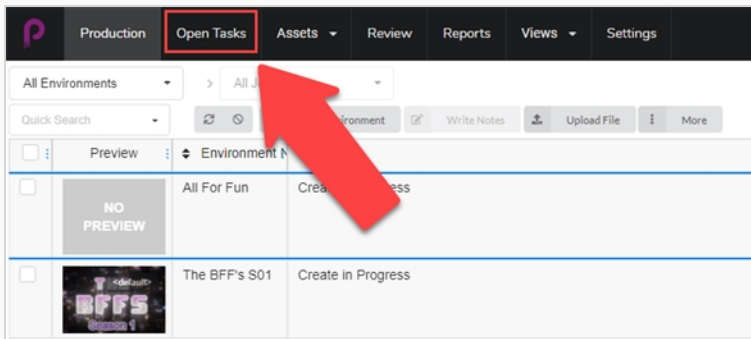 Production Open Tasks Assets Review Reports Views Settings
All Environments > All
Quick Search Write Notes Upload File More
Preview Environment
NO
PREVIEW
All For Fun
T <default>
BFFS
Season 1
The BFF's S01 Create in Progress